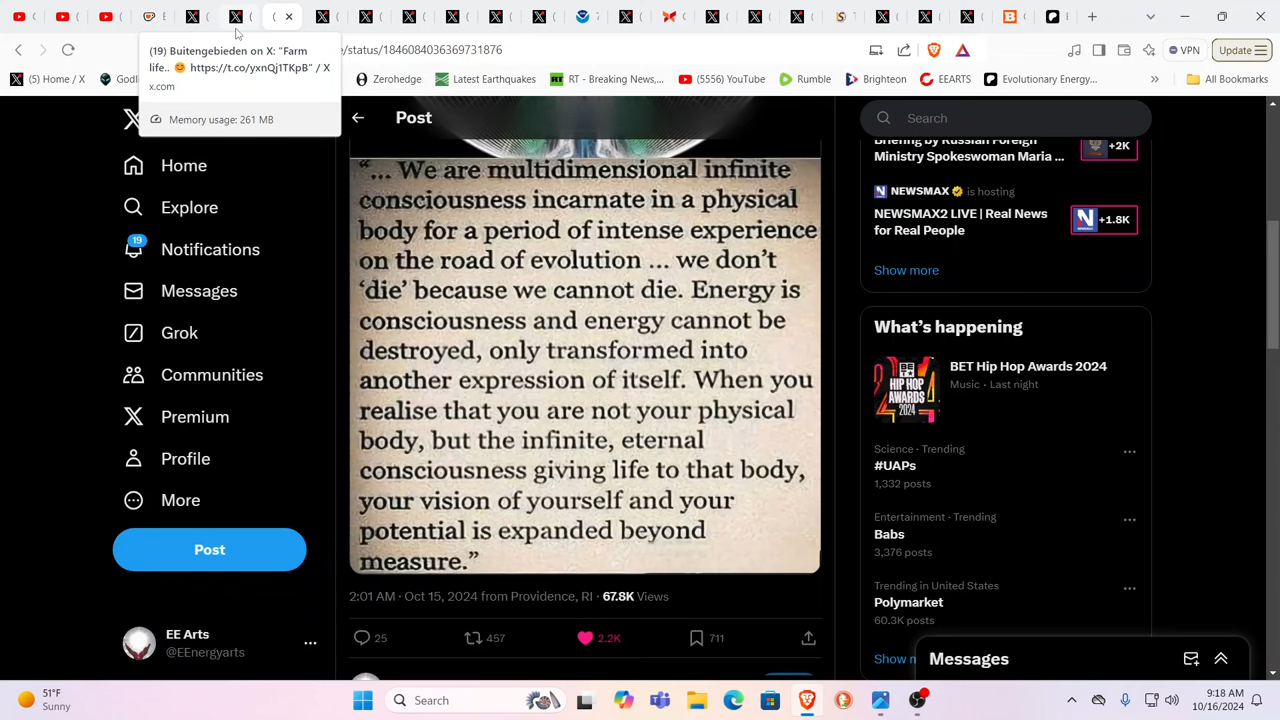 (19) Buitengebieden on X: "Farm
life.. 😊 https://t.co/yxnQj1TKpB" / X
x.com
Memory usage: 261 MB
/status/1846084036369731876
VPN
Update
(5) Home / X
Zerohedge
Latest Earthquakes
RT - Breaking News,...
(5556) YouTube
Rumble
Brighteon
EEARTS
Evolutionary Energy...
All Bookmarks
Home
Explore
19
Notifications
Messages
Grok
Communities
Premium
Profile
More
Post
EE Arts
@EEnergyarts
Post
"... We are multidimensional infinite
consciousness incarnate in a physical
body for a period of intense experience
on the road of evolution ... we don't
'die' because we cannot die. Energy is
consciousness and energy cannot be
destroyed, only transformed into
another expression of itself. When you
realise that you are not your physical
body, but the infinite, eternal
consciousness giving life to that body,
your vision of yourself and your
potential is expanded beyond
measure."
2:01 AM · Oct 15, 2024 from Providence, RI · 67.8K Views
25
457
2.2K
711
Search
Briefing by Russian Foreign
Ministry Spokeswoman Maria ...
+2K
NEWSMAX is hosting
NEWSMAX2 LIVE | Real News
for Real People
+1.8K
Show more
What's happening
BET Hip Hop Awards 2024
Music · Last night
Science · Trending
#UAPs
1,332 posts
Entertainment · Trending
Babs
3,376 posts
Trending in United States
Polymarket
60.3K posts
Show
Messages
51°F
Sunny
Search
9:18 AM
10/16/2024